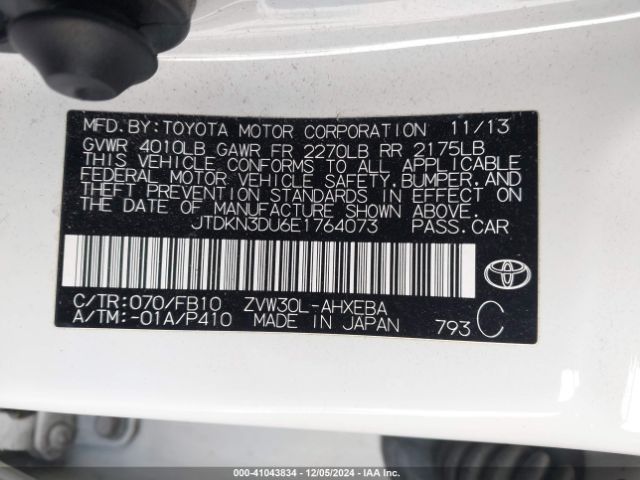 MFD.BY:TOYOTA MOTOR CORPORATION 11/13
GVWR 4010LB GAWR FR 2270LB RR 2175LB
THIS VEHICLE CONFORMS TO ALL APPLICABLE
FEDERAL MOTOR VEHICLE SAFETY,BUMPER,AND
THEFT PREVENTION STANDARDS IN EFFECT ON
THE DATE OF MANUFACTURE SHOWN ABOVE.
JTDKN3DU6E1764073 PASS.CAR
C/TR:070/FB10 ZVW30L-AHXEBA
A/TM:-01A/P410 MADE IN JAPAN 793 C
000-41043834 | 12/05/2024 | IAA Inc.